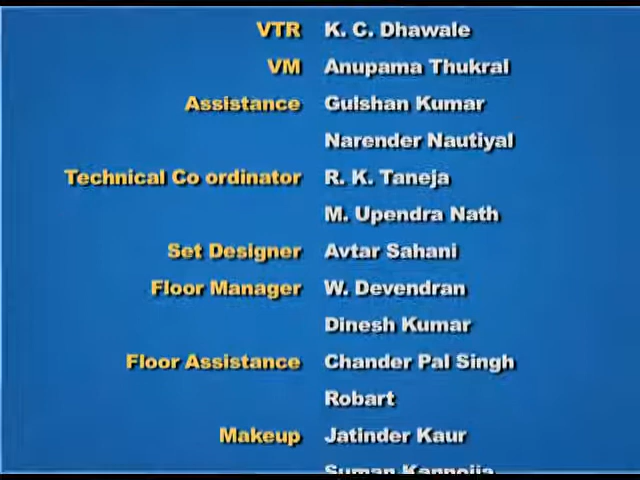 VTR K. C. Dhawale
VM Anupama Thukral
Assistance Gulshan Kumar
Narender Nautiyal
Technical Co ordinator R. K. Taneja
M. Upendra Nath
Set Designer Avtar Sahani
Floor Manager W. Devendran
Dinesh Kumar
Floor Assistance Chander Pal Singh
Robart
Makeup Jatinder Kaur
Suman